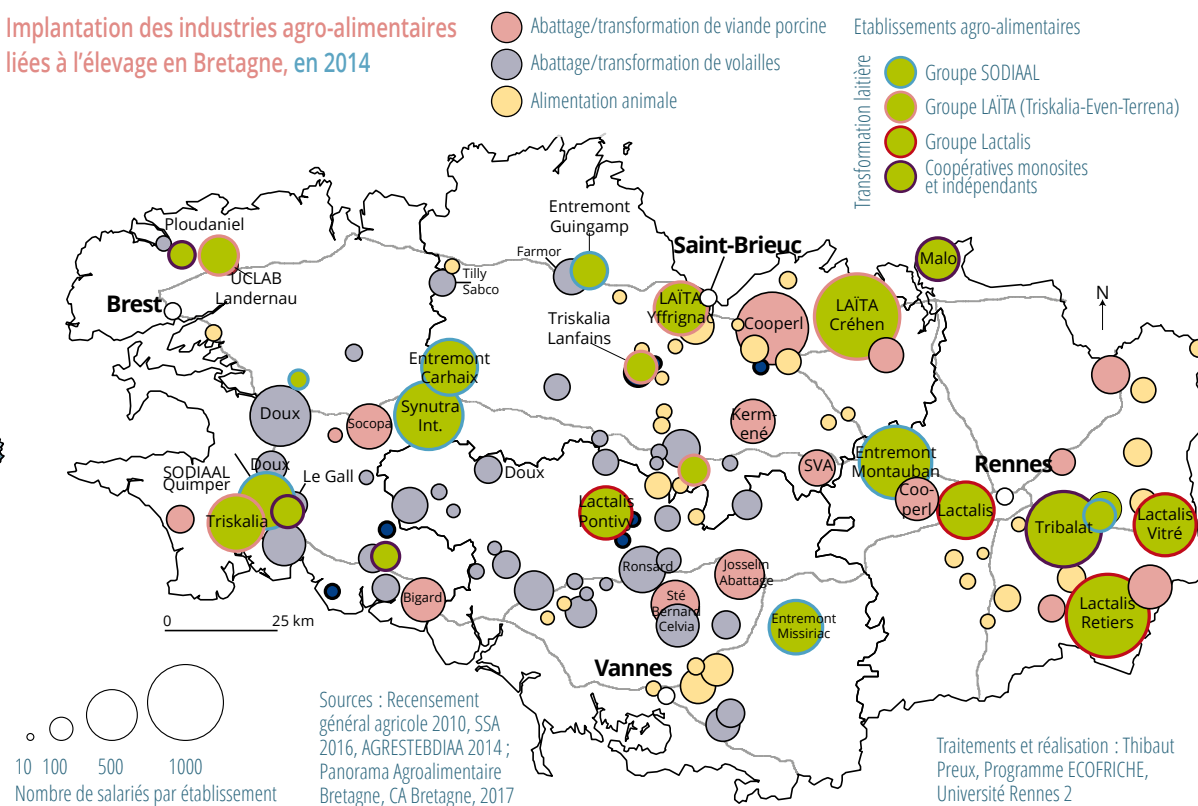 Implantation des industries agro-alimentaires
liées à l'élevage en Bretagne, en 2014
Abattage/transformation de viande porcine
Abattage/transformation de volailles
Alimentation animale
Etablissements agro-alimentaires
Transformation laitière
Groupe SODIAAL
Groupe LAÏTA (Triskalia-Even-Terrena)
Groupe Lactalis
Coopératives monosites
et indépendants
Ploudaniel
UCLAB
Landernau
Brest
Tilly
Sabco
Farmor
Entremont
Guingamp
Saint-Brieuc
LAÏTA
Yffrignac
Triskalia
Lanfains
Cooperl
LAÏTA
Créhen
Malo
N
Entremont
Carhaix
Synutra
Int.
Doux
Socopa
Kerm-
ené
SVA
Entremont
Montauban
Rennes
Coo-
perl
Lactalis
Tribalat
Lactalis
Vitré
Lactalis
Retiers
SODIAAL
Quimper
Doux
Le Gall
Triskalia
Doux
Lactalis
Pontivy
Ronsard
Josselin
Abattage
Sté
Bernard
Celvia
Entremont
Missiriac
Bigard
Vannes
0 25 km
10 100 500 1000
Nombre de salariés par établissement
Sources : Recensement
général agricole 2010, SSA
2016, AGRESTEBDIAA 2014 ;
Panorama Agroalimentaire
Bretagne, CA Bretagne, 2017
Traitements et réalisation : Thibaut
Preux, Programme ECOFRICHE,
Université Rennes 2